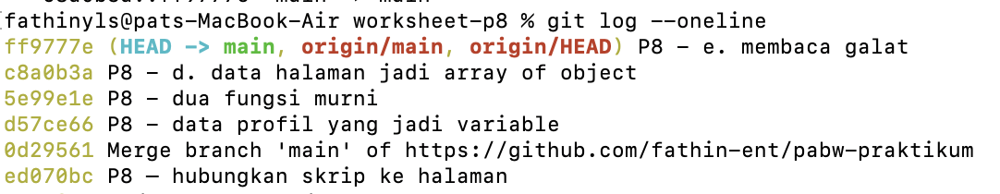 fathinyls@pats-MacBook-Air worksheet-p8 % git log --oneline
ff9777e (HEAD -> main, origin/main, origin/HEAD) P8 – e. membaca galat
c8a0b3a P8 – d. data halaman jadi array of object
5e99e1e P8 – dua fungsi murni
d57ce66 P8 – data profil yang jadi variable
0d29561 Merge branch 'main' of https://github.com/fathin-ent/pabw-praktikum
ed070bc P8 – hubungkan skrip ke halaman